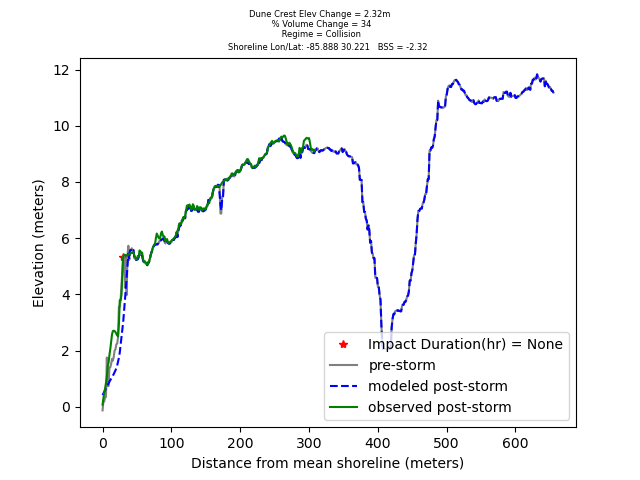 Dune Crest Elev Change = 2.32m
% Volume Change = 34
Regime = Collision
Shoreline Lon/Lat: -85.888 30.221 BSS = -2.32
12
10
8
6
4
2
0
Elevation (meters)
Impact Duration(hr) = None
pre-storm
modeled post-storm
observed post-storm
0 100 200 300 400 500 600
Distance from mean shoreline (meters)